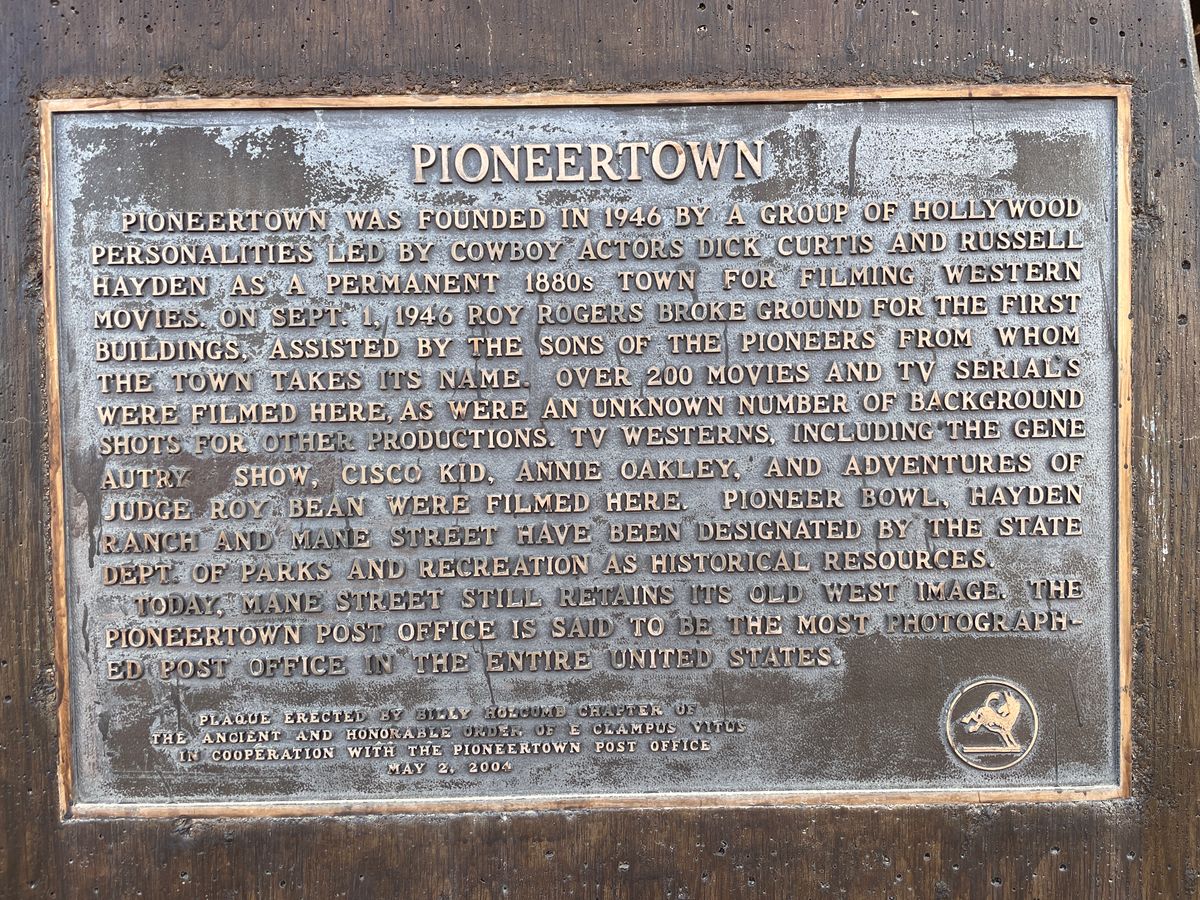 PIONEERTOWN
PIONEERTOWN WAS FOUNDED IN 1946 BY A GROUP OF HOLLYWOOD
PERSONALITIES LED BY COWBOY ACTORS DICK CURTIS AND RUSSELL
HAYDEN AS A PERMANENT 1880s TOWN FOR FILMING WESTERN
MOVIES. ON SEPT. 1, 1946 ROY ROGERS BROKE GROUND FOR THE FIRST
BUILDINGS, ASSISTED BY THE SONS OF THE PIONEERS FROM WHOM
THE TOWN TAKES ITS NAME. OVER 200 MOVIES AND TV SERIAL'S
WERE FILMED HERE, AS WERE AN UNKNOWN NUMBER OF BACKGROUND
SHOTS FOR OTHER PRODUCTIONS. TV WESTERNS, INCLUDING THE GENE
AUTRY SHOW, CISCO KID, ANNIE OAKLEY, AND ADVENTURES OF
JUDGE ROY BEAN WERE FILMED HERE. PIONEER BOWL, HAYDEN
RANCH AND MANE STREET HAVE BEEN DESIGNATED BY THE STATE
DEPT. OF PARKS AND RECREATION AS HISTORICAL RESOURCES.
TODAY, MANE STREET STILL RETAINS ITS OLD WEST IMAGE. THE
PIONEERTOWN POST OFFICE IS SAID TO BE THE MOST PHOTOGRAPH-
ED POST OFFICE IN THE ENTIRE UNITED STATES.
PLAQUE ERECTED BY BILLY HOLCOMB CHAPTER OF
THE ANCIENT AND HONORABLE ORDER OF E CLAMPUS VITUS
IN COOPERATION WITH THE PIONEERTOWN POST OFFICE
MAY 2, 2004